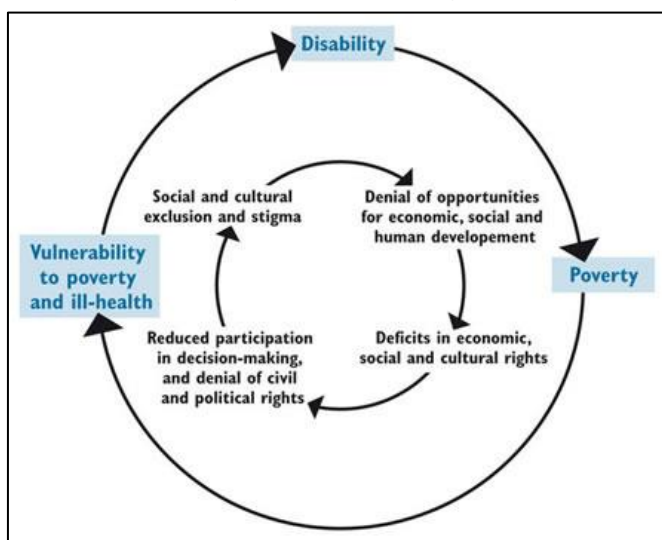 Disability
Social and cultural
exclusion and stigma
Denial of opportunities
for economic, social and
human developement
Vulnerability
to poverty
and ill-health
Poverty
Reduced participation
in decision-making,
and denial of civil
and political rights
Deficits in economic,
social and cultural rights